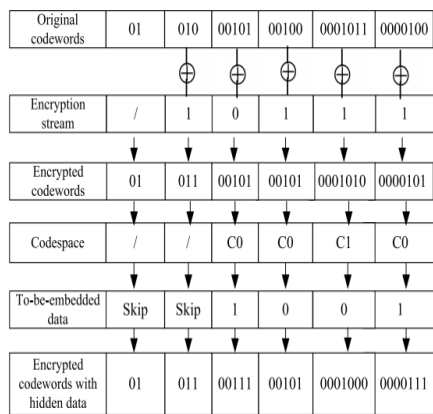 Original codewords 01 010 00101 00100 0001011 0000100
Encryption stream / 1 0 1 1 1
Encrypted codewords 01 011 00101 00101 0001010 0000101
Codespace / / C0 C0 C1 C0
To-be-embedded data Skip Skip 1 0 0 1
Encrypted codewords with hidden data 01 011 00111 00101 0001000 0000111